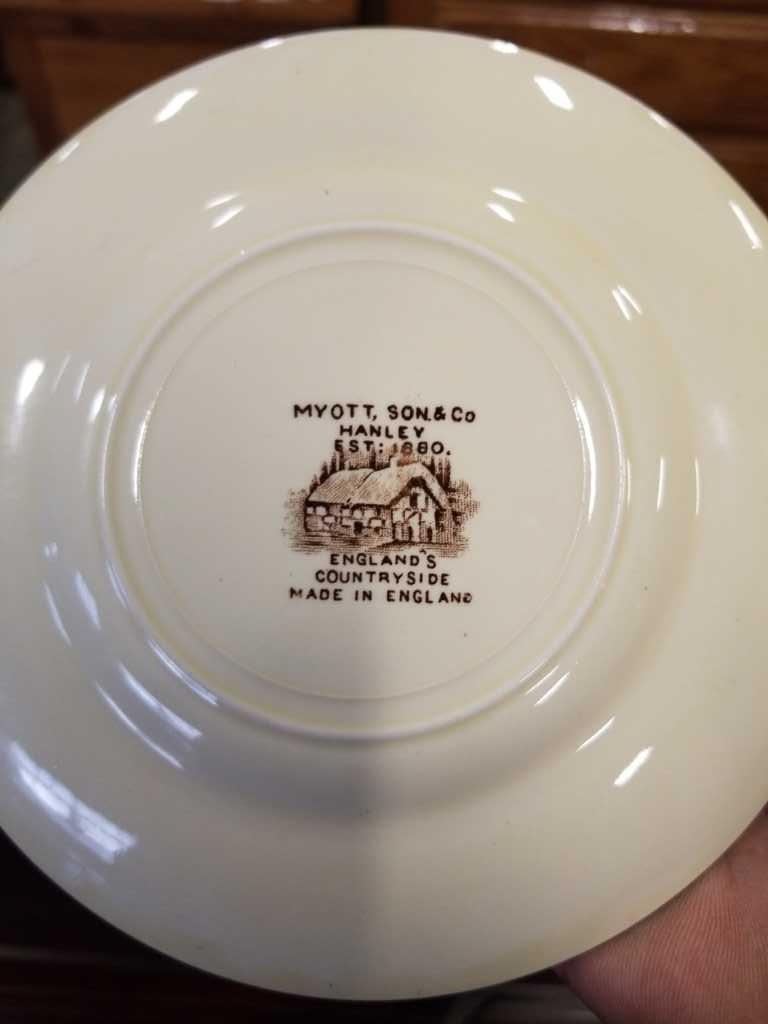 MYOTT, SON.& Co
HANLEY
EST: 1880.
ENGLAND'S
COUNTRYSIDE
MADE IN ENGLAND